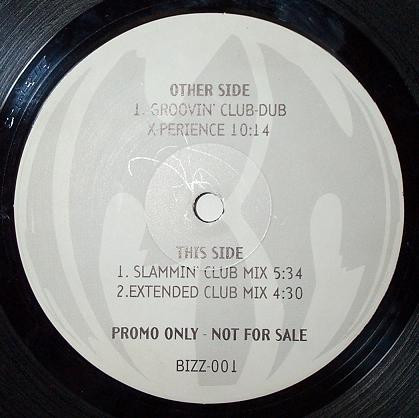 OTHER SIDE
1. GROOVIN' CLUB-DUB
X-PERIENCE 10:14
THIS SIDE
1. SLAMMIN' CLUB MIX 5:34
2.EXTENDED CLUB MIX 4:30
PROMO ONLY - NOT FOR SALE
BIZZ-001